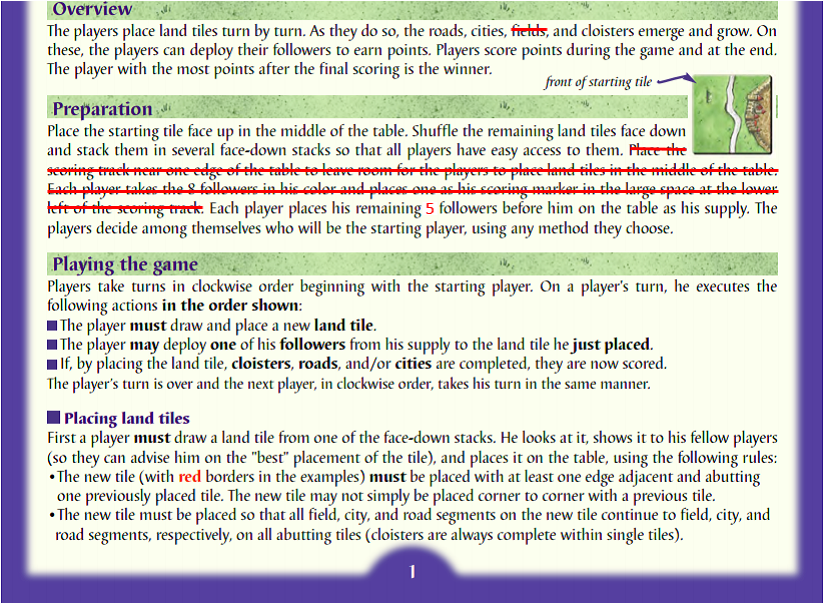 Overview
The players place land tiles turn by turn. As they do so, the roads, cities, fields, and cloisters emerge and grow. On
these, the players can deploy their followers to earn points. Players score points during the game and at the end.
The player with the most points after the final scoring is the winner.
front of starting tile
Preparation
Place the starting tile face up in the middle of the table. Shuffle the remaining land tiles face down
and stack them in several face-down stacks so that all players have easy access to them. Place the
scoring track near one edge of the table to leave room for the players to place land tiles in the middle of the table.
Each player takes the 8 followers in his color and places one as his scoring marker in the large space at the lower
left of the scoring track. Each player places his remaining 5 followers before him on the table as his supply. The
players decide among themselves who will be the starting player, using any method they choose.
Playing the game
Players take turns in clockwise order beginning with the starting player. On a player's turn, he executes the
following actions in the order shown:
■ The player must draw and place a new land tile.
■ The player may deploy one of his followers from his supply to the land tile he just placed.
■ If, by placing the land tile, cloisters, roads, and/or cities are completed, they are now scored.
The player's turn is over and the next player, in clockwise order, takes his turn in the same manner.
■ Placing land tiles
First a player must draw a land tile from one of the face-down stacks. He looks at it, shows it to his fellow players
(so they can advise him on the "best" placement of the tile), and places it on the table, using the following rules:
• The new tile (with red borders in the examples) must be placed with at least one edge adjacent and abutting
one previously placed tile. The new tile may not simply be placed corner to corner with a previous tile.
• The new tile must be placed so that all field, city, and road segments on the new tile continue to field, city, and
road segments, respectively, on all abutting tiles (cloisters are always complete within single tiles).
1